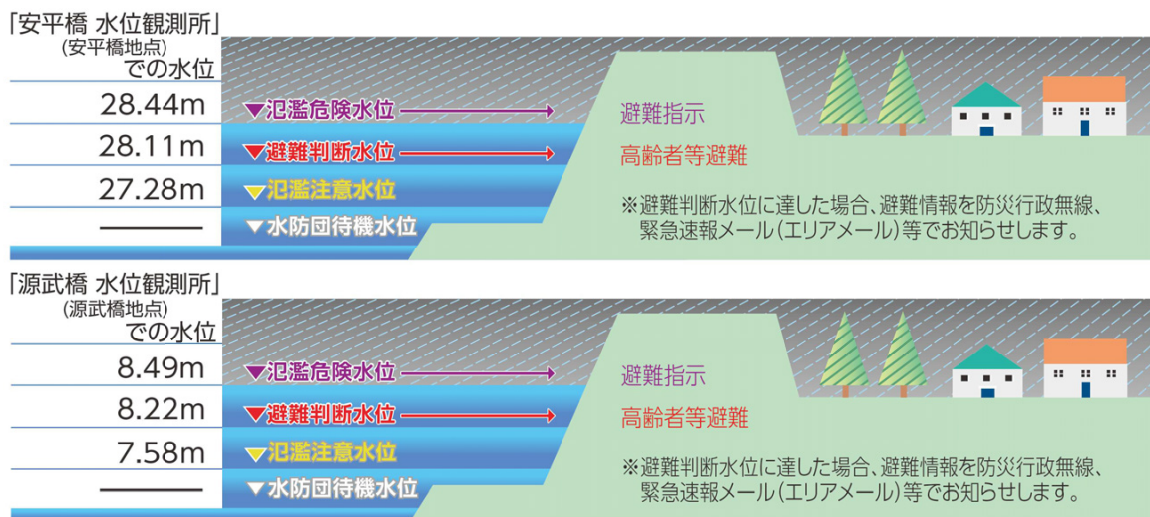 「安平橋 水位観測所」
(安平橋地点)
での水位
28.44m ▼氾濫危険水位 避難指示
28.11m ▼避難判断水位 高齢者等避難
27.28m ▼氾濫注意水位
——— ▼水防団待機水位
※避難判断水位に達した場合、避難情報を防災行政無線、
緊急速報メール(エリアメール)等でお知らせします。
「源武橋 水位観測所」
(源武橋地点)
での水位
8.49m ▼氾濫危険水位 避難指示
8.22m ▼避難判断水位 高齢者等避難
7.58m ▼氾濫注意水位
——— ▼水防団待機水位
※避難判断水位に達した場合、避難情報を防災行政無線、
緊急速報メール(エリアメール)等でお知らせします。